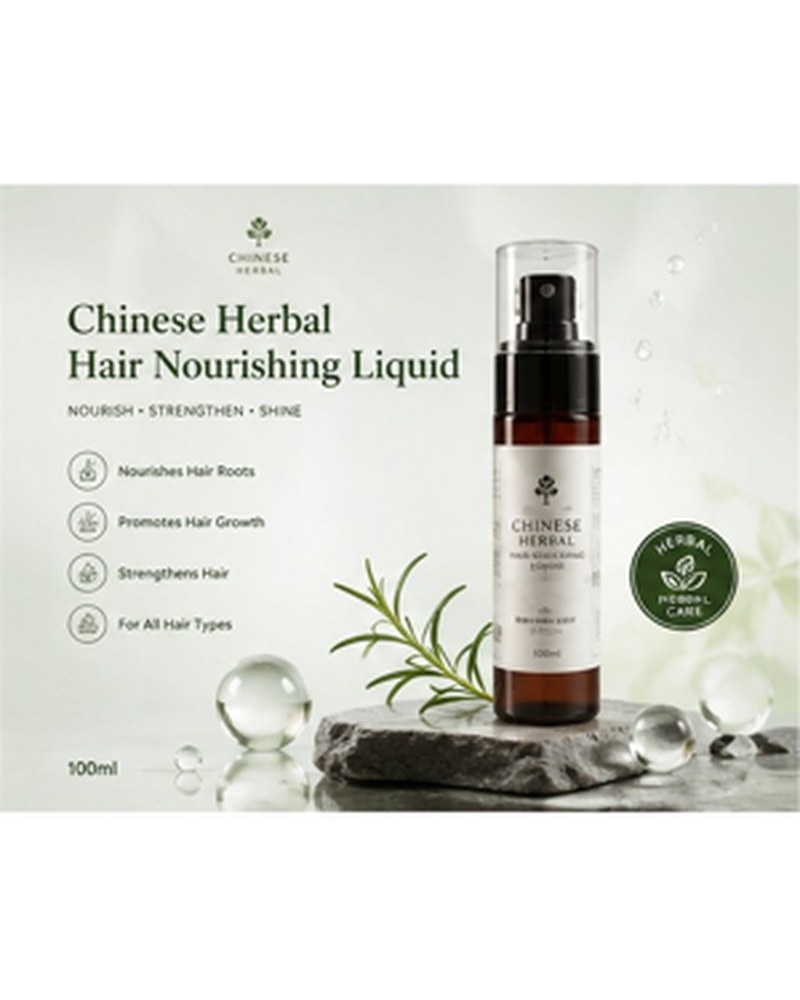 CHINESE
HERBAL
Chinese Herbal
Hair Nourishing Liquid
NOURISH • STRENGTHEN • SHINE
Nourishes Hair Roots
Promotes Hair Growth
Strengthens Hair
For All Hair Types
100ml
CHINESE
HERBAL
HAIR
100ml
HERBAL
CARE